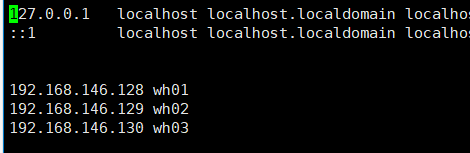 127.0.0.1   localhost localhost.localdomain
::1         localhost localhost.localdomain
192.168.146.128 wh01
192.168.146.129 wh02
192.168.146.130 wh03